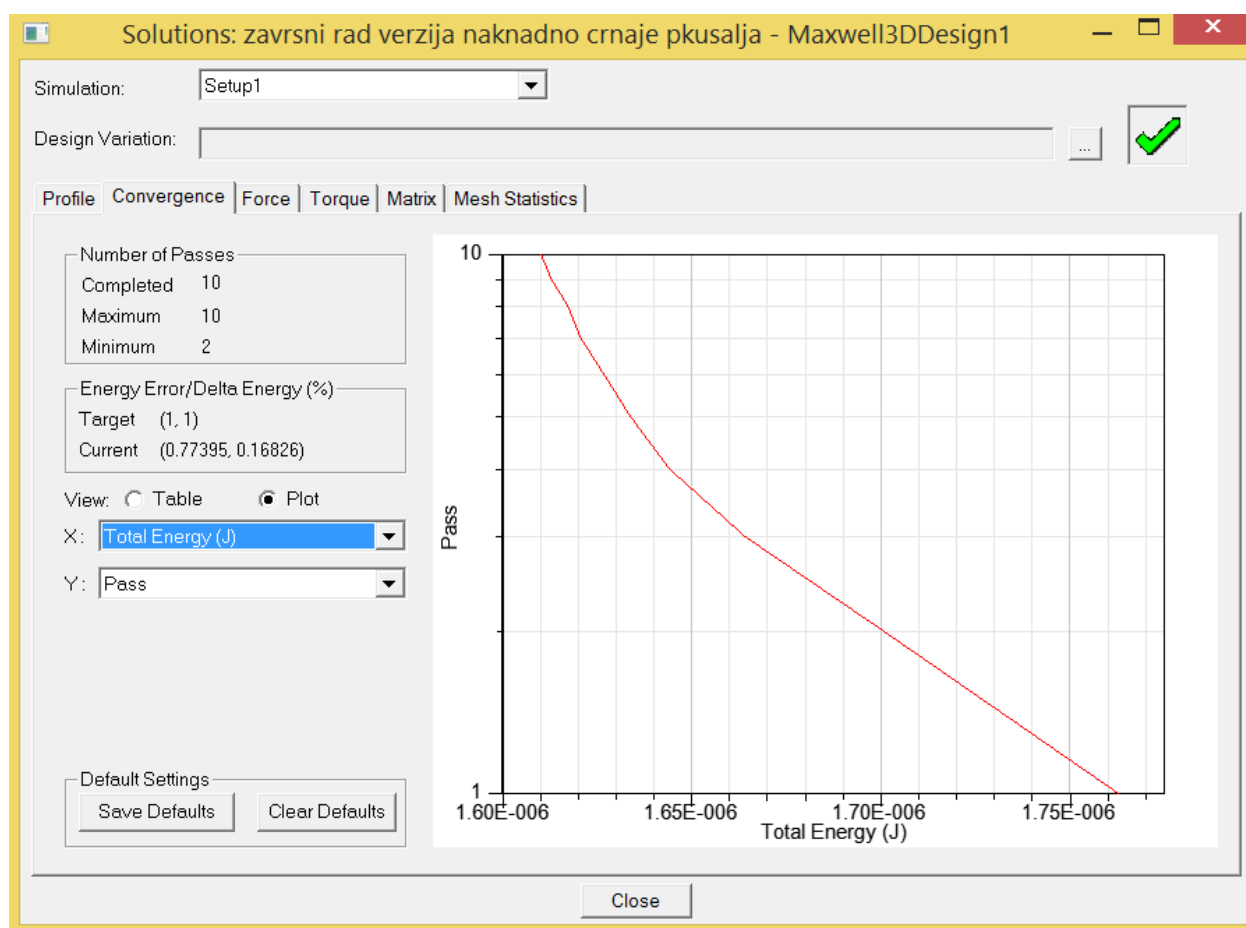 Solutions: zavrsni rad verzija naknadno crnaje pkusalja - Maxwell3DDesign1
Simulation: Setup1
Design Variation: ...
Profile Convergence Force Torque Matrix Mesh Statistics
Number of Passes
Completed 10
Maximum 10
Minimum 2
Energy Error/Delta Energy (%)
Target (1, 1)
Current (0.77395, 0.16826)
View: Table Plot
X: Total Energy (J)
Y: Pass
Default Settings
Save Defaults Clear Defaults
10
Pass
1
1.60E-006 1.65E-006 1.70E-006 1.75E-006
Total Energy (J)
Close